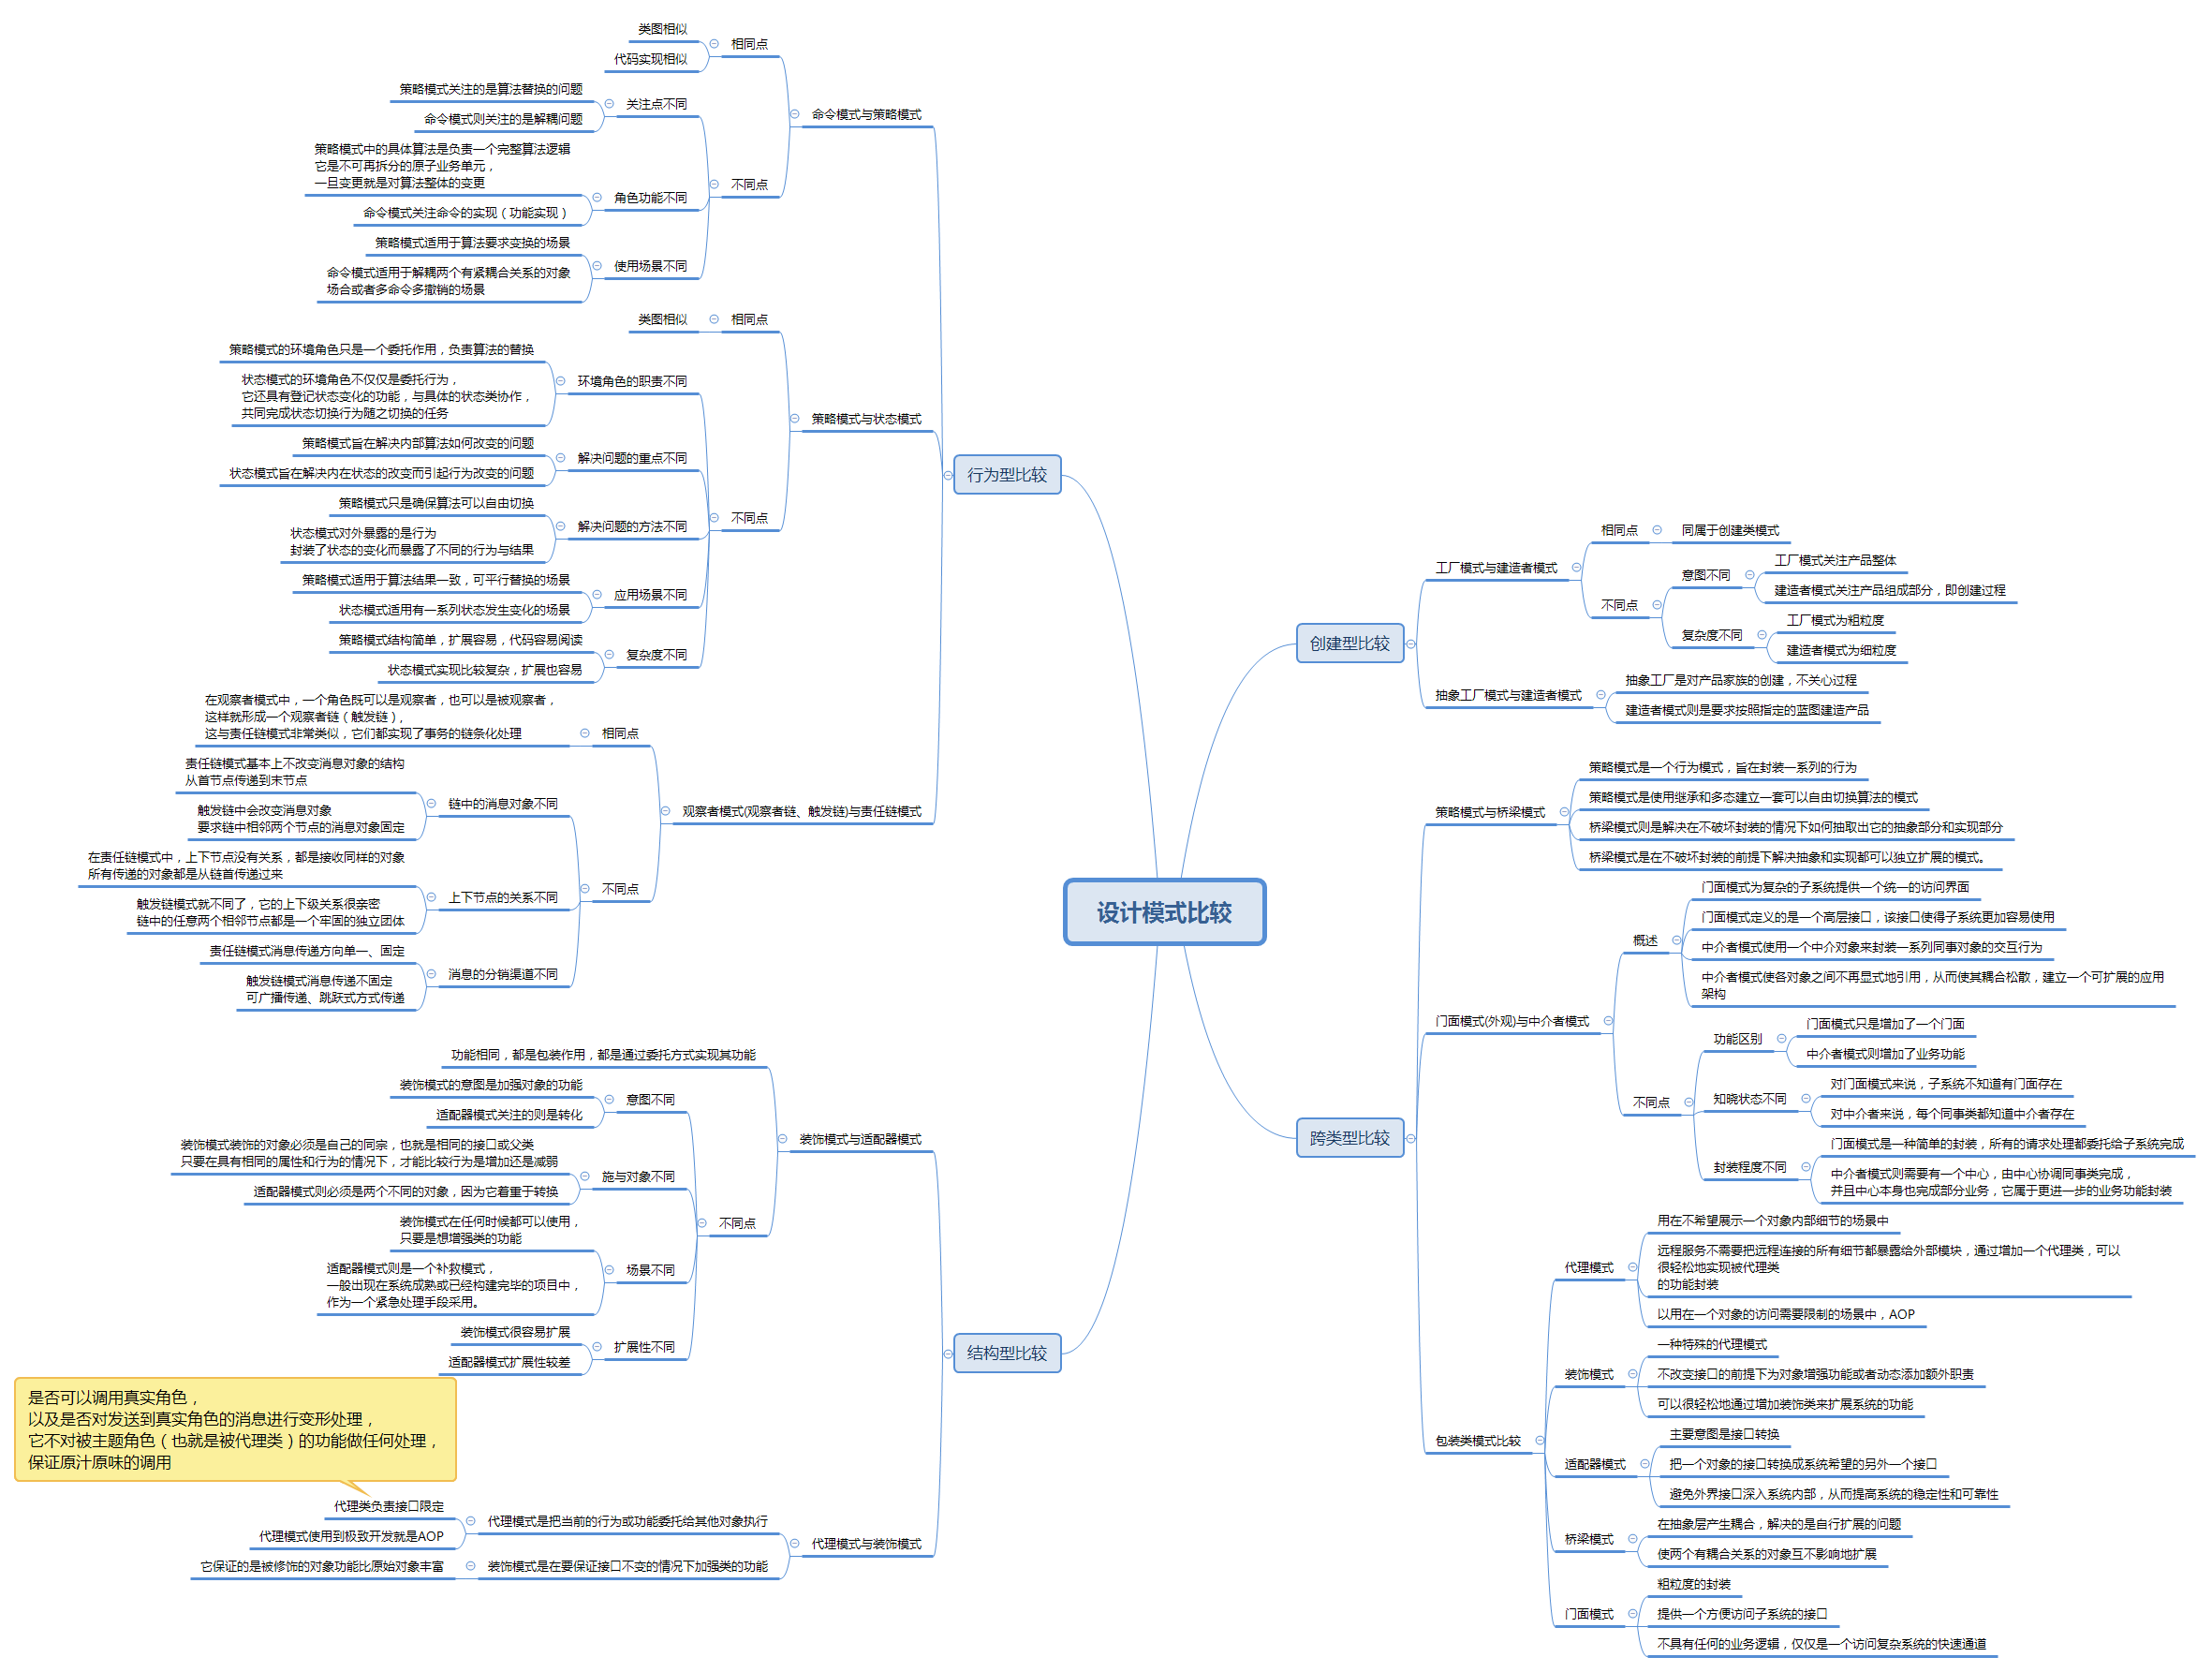 设计模式比较
行为型比较
命令模式与策略模式
相同点
类图相似
代码实现相似
不同点
关注点不同
策略模式关注的是算法替换的问题
命令模式则关注的是解耦问题
角色功能不同
策略模式中的具体算法是负责一个完整算法逻辑
它是不可再拆分的原子业务单元，
一旦变更就是对算法整体的变更
命令模式关注命令的实现（功能实现）
使用场景不同
策略模式适用于算法要求变换的场景
命令模式适用于解耦两个有紧耦合关系的对象
场合或者多命令多撤销的场景
策略模式与状态模式
相同点
类图相似
不同点
环境角色的职责不同
策略模式的环境角色只是一个委托作用，负责算法的替换
状态模式的环境角色不仅仅是委托行为，
它还具有登记状态变化的功能，与具体的状态类协作，
共同完成状态切换行为随之切换的任务
解决问题的重点不同
策略模式旨在解决内部算法如何改变的问题
状态模式旨在解决内在状态的改变而引起行为改变的问题
解决问题的方法不同
策略模式只是确保算法可以自由切换
状态模式对外暴露的是行为
封装了状态的变化而暴露了不同的行为与结果
应用场景不同
策略模式适用于算法结果一致，可平行替换的场景
状态模式适用有一系列状态发生变化的场景
复杂度不同
策略模式结构简单，扩展容易，代码容易阅读
状态模式实现比较复杂，扩展也容易
观察者模式(观察者链、触发链)与责任链模式
相同点
在观察者模式中，一个角色既可以是观察者，也可以是被观察者，
这样就形成一个观察者链（触发链），
这与责任链模式非常类似，它们都实现了事务的链条化处理
不同点
链中的消息对象不同
责任链模式基本上不改变消息对象的结构
从首节点传递到末节点
触发链中会改变消息对象
要求链中相邻两个节点的消息对象固定
上下节点的关系不同
在责任链模式中，上下节点没有关系，都是接收同样的对象
所有传递的对象都是从链首传递过来
触发链模式就不同了，它的上下级关系很亲密
链中的任意两个相邻节点都是一个牢固的独立团体
消息的分销渠道不同
责任链模式消息传递方向单一、固定
触发链模式消息传递不固定
可广播传递、跳跃式方式传递
结构型比较
装饰模式与适配器模式
功能相同，都是包装作用，都是通过委托方式实现其功能
不同点
意图不同
装饰模式的意图是加强对象的功能
适配器模式关注的则是转化
施与对象不同
装饰模式装饰的对象必须是自己的同宗，也就是相同的接口或父类
只要在具有相同的属性和行为的情况下，才能比较行为是增加还是减弱
适配器模式则必须是两个不同的对象，因为它着重于转换
场景不同
装饰模式在任何时候都可以使用，
只要是想增强类的功能
适配器模式则是一个补救模式，
一般出现在系统成熟或已经构建完毕的项目中，
作为一个紧急处理手段采用。
扩展性不同
装饰模式很容易扩展
适配器模式扩展性较差
代理模式与装饰模式
代理模式是把当前的行为或功能委托给其他对象执行
是否可以调用真实角色，
以及是否对发送到真实角色的消息进行变形处理，
它不对被主题角色（也就是被代理类）的功能做任何处理，
保证原汁原味的调用
代理类负责接口限定
代理模式使用到极致开发就是AOP
装饰模式是在要保证接口不变的情况下加强类的功能
它保证的是被修饰的对象功能比原始对象丰富
创建型比较
工厂模式与建造者模式
相同点
同属于创建类模式
不同点
意图不同
工厂模式关注产品整体
建造者模式关注产品组成部分，即创建过程
复杂度不同
工厂模式为粗粒度
建造者模式为细粒度
抽象工厂模式与建造者模式
抽象工厂是对产品家族的创建，不关心过程
建造者模式则是要求按照指定的蓝图建造产品
跨类型比较
策略模式与桥梁模式
策略模式是一个行为模式，旨在封装一系列的行为
策略模式是使用继承和多态建立一套可以自由切换算法的模式
桥梁模式则是解决在不破坏封装的情况下如何抽取出它的抽象部分和实现部分
桥梁模式是在不破坏封装的前提下解决抽象和实现都可以独立扩展的模式。
门面模式(外观)与中介者模式
概述
门面模式为复杂的子系统提供一个统一的访问界面
门面模式定义的是一个高层接口，该接口使得子系统更加容易使用
中介者模式使用一个中介对象来封装一系列同事对象的交互行为
中介者模式使各对象之间不再显式地引用，从而使其耦合松散，建立一个可扩展的应用
架构
不同点
功能区别
门面模式只是增加了一个门面
中介者模式则增加了业务功能
知晓状态不同
对门面模式来说，子系统不知道有门面存在
对中介者来说，每个同事类都知道中介者存在
封装程度不同
门面模式是一种简单的封装，所有的请求处理都委托给子系统完成
中介者模式则需要有一个中心，由中心协调同事类完成，
并且中心本身也完成部分业务，它属于更进一步的业务功能封装
包装类模式比较
代理模式
用在不希望展示一个对象内部细节的场景中
远程服务不需要把远程连接的所有细节都暴露给外部模块，通过增加一个代理类，可以
很轻松地实现被代理类
的功能封装
以用在一个对象的访问需要限制的场景中，AOP
装饰模式
一种特殊的代理模式
不改变接口的前提下为对象增强功能或者动态添加额外职责
可以很轻松地通过增加装饰类来扩展系统的功能
适配器模式
主要意图是接口转换
把一个对象的接口转换成系统希望的另外一个接口
避免外界接口深入系统内部，从而提高系统的稳定性和可靠性
桥梁模式
在抽象层产生耦合，解决的是自行扩展的问题
使两个有耦合关系的对象互不影响地扩展
门面模式
粗粒度的封装
提供一个方便访问子系统的接口
不具有任何的业务逻辑，仅仅是一个访问复杂系统的快速通道